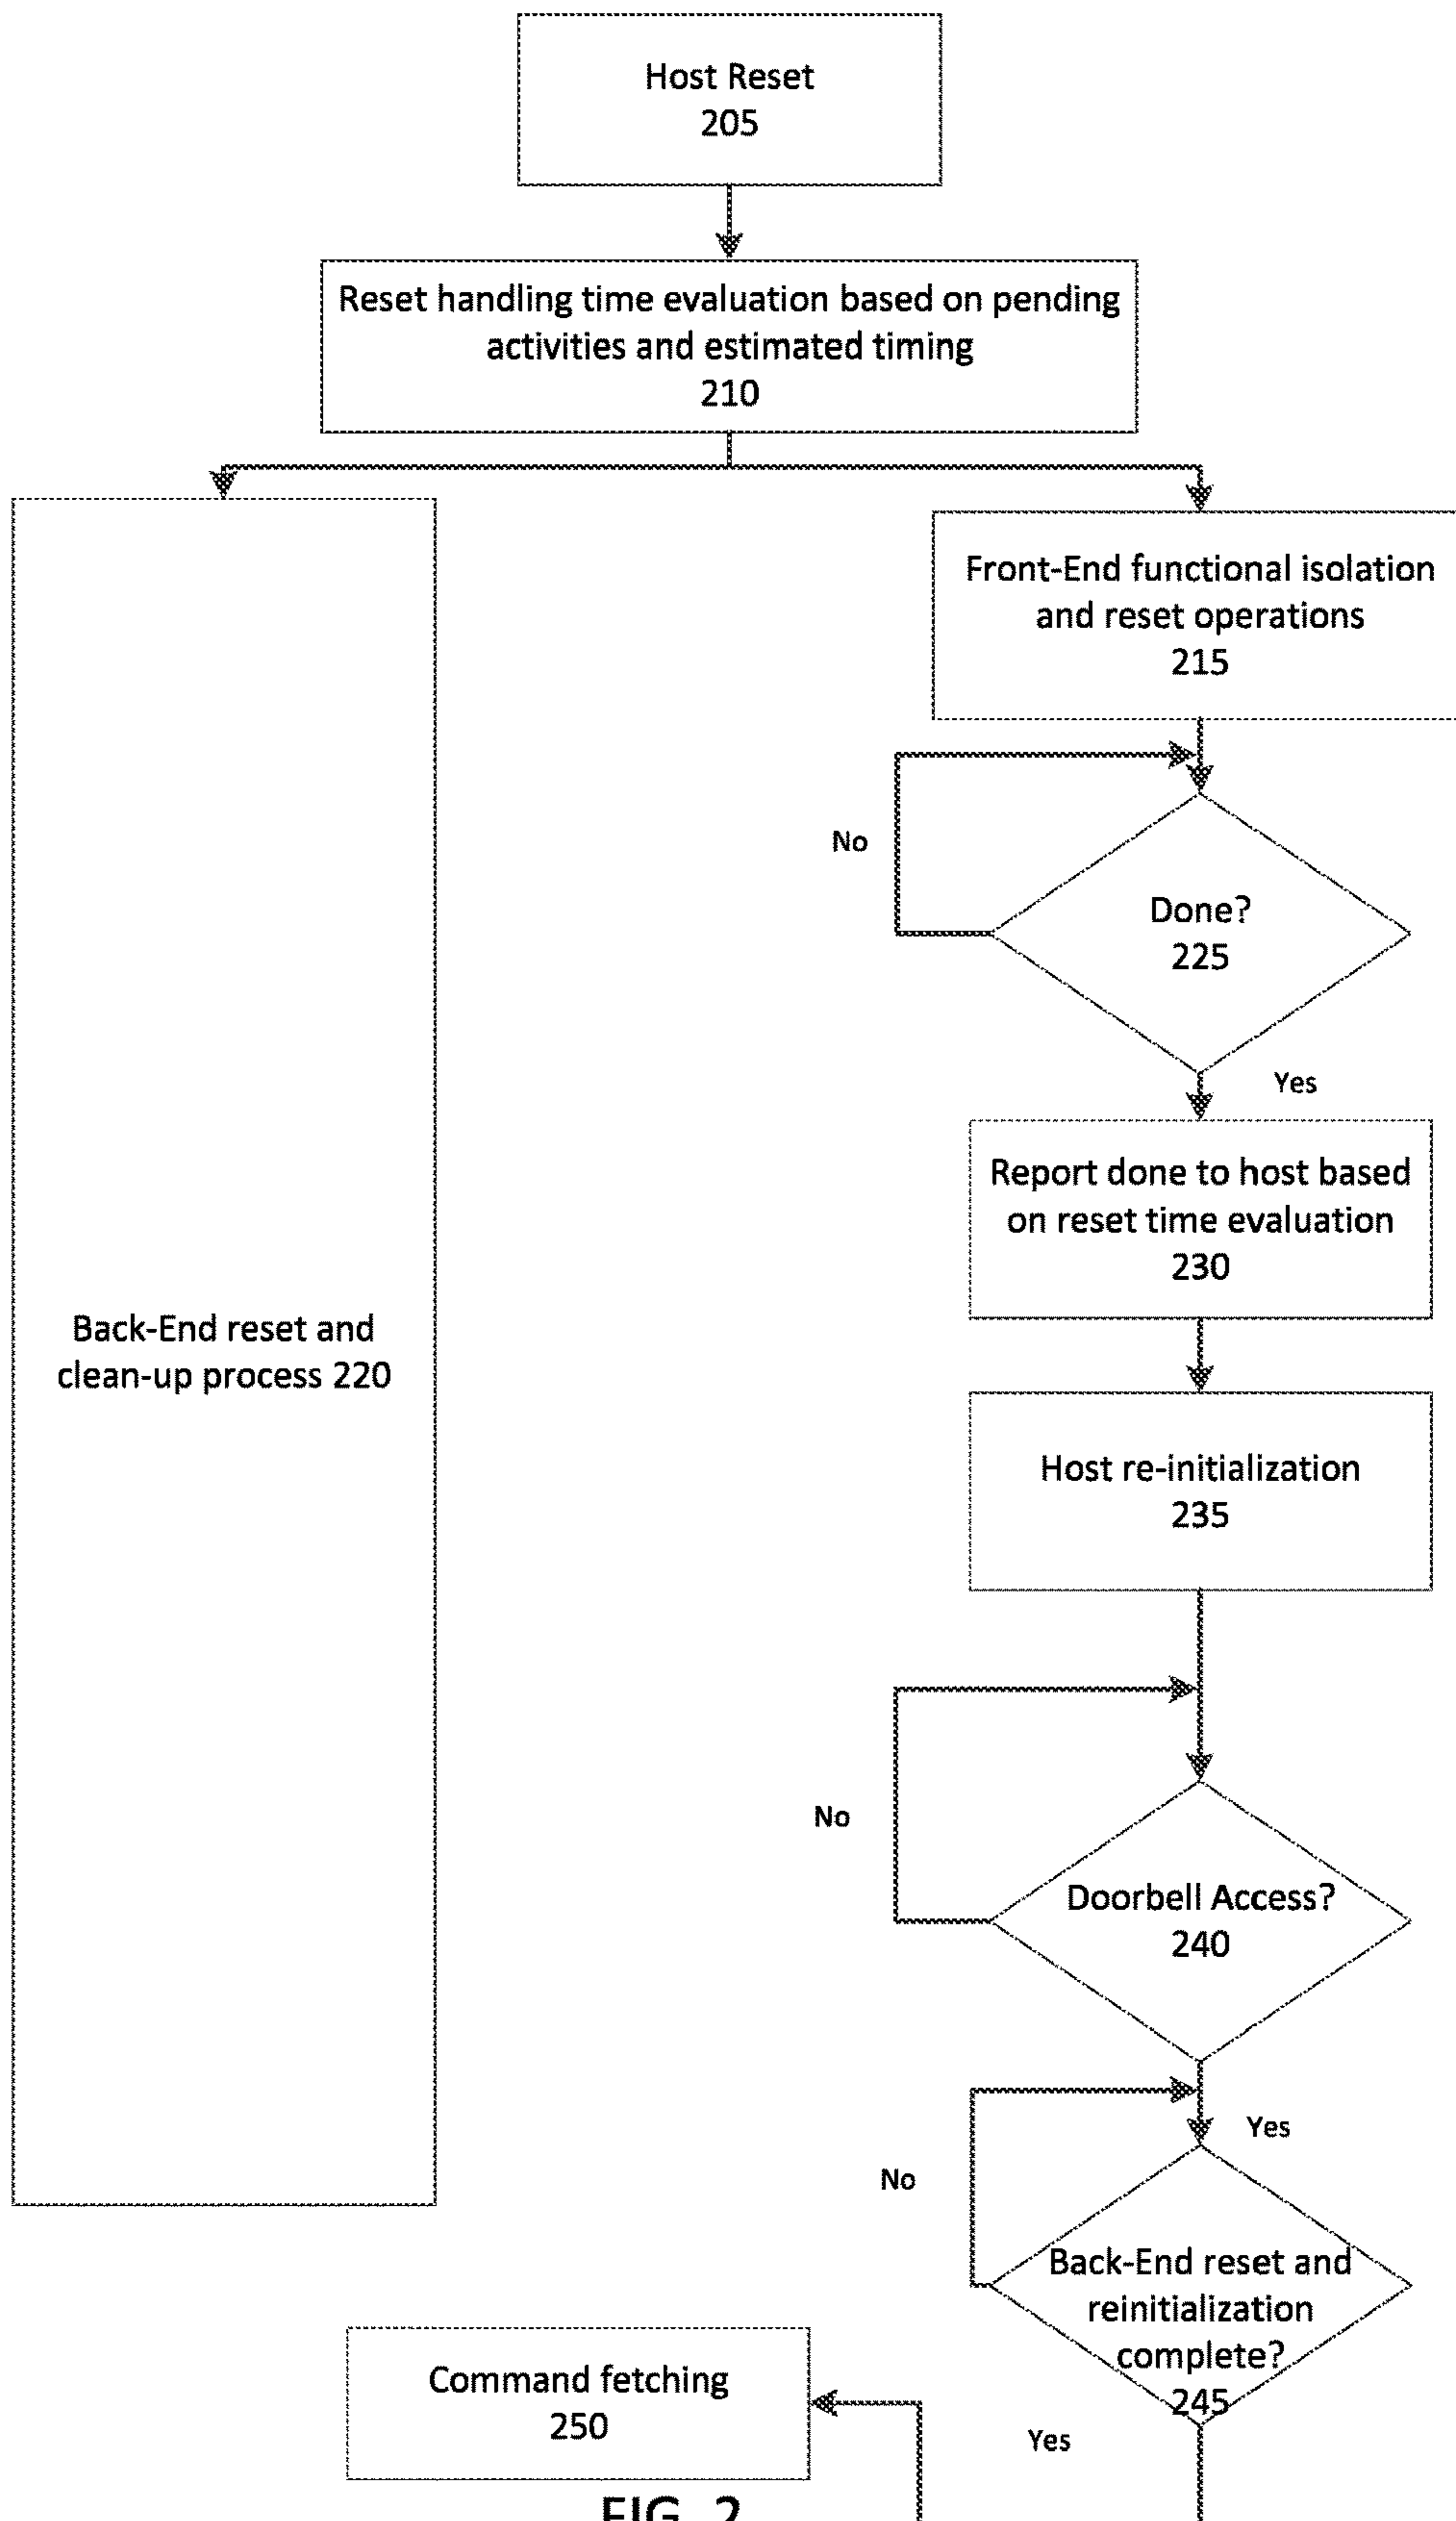 Host Reset
205
Reset handling time evaluation based on pending
activities and estimated timing
210
Front-End functional isolation
and reset operations
215
No
Done?
225
Yes
Report done to host based
on reset time evaluation
230
Back-End reset and
clean-up process 220
Host re-initialization
235
No
Doorbell Access?
240
Yes
No
Back-End reset and
reinitialization
complete?
245
Command fetching
250
Yes
FIG. 2